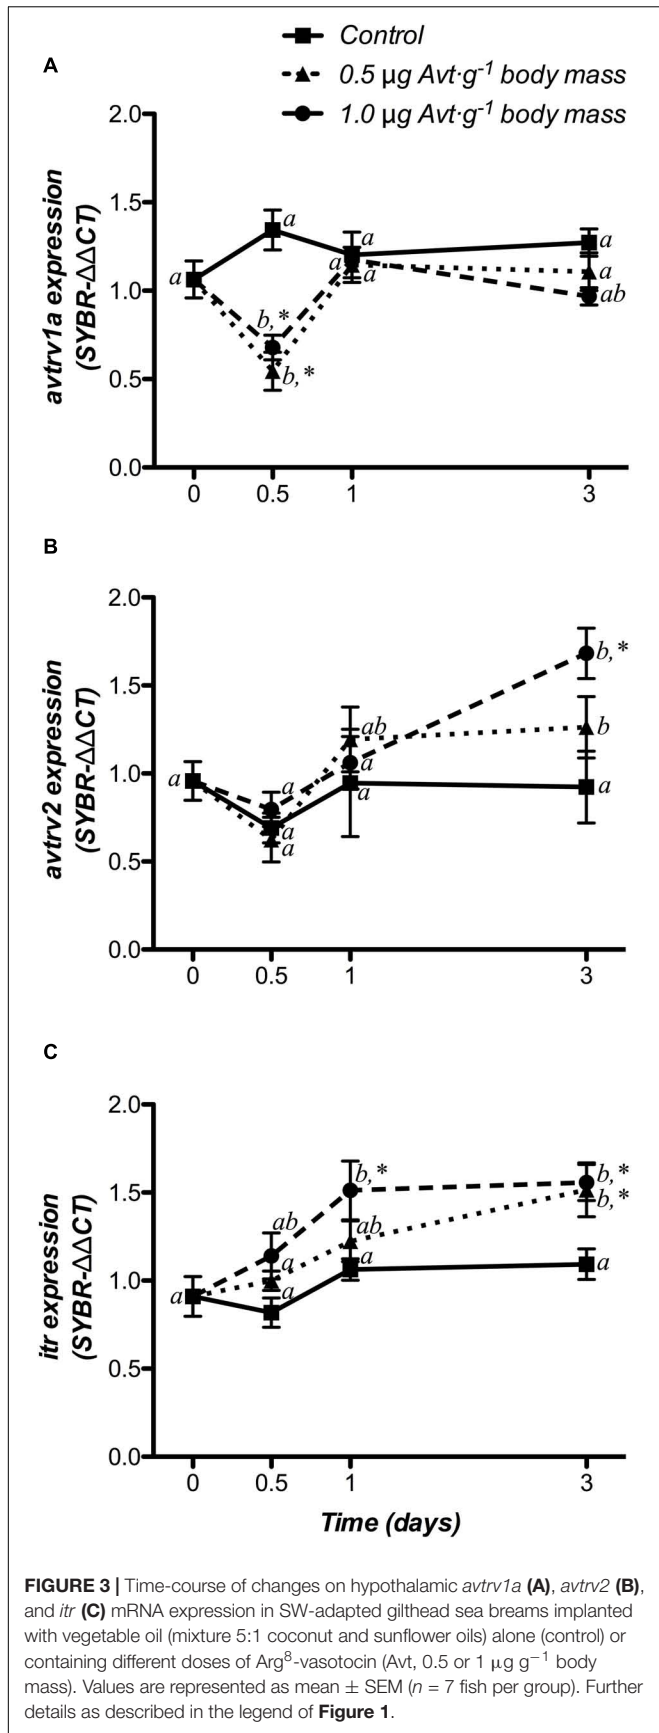 Control
A
0.5 µg Avt·g⁻¹ body mass
1.0 µg Avt·g⁻¹ body mass
2.0
1.5
1.0
0.5
0.0
avtrv1a expression
(SYBR-ΔΔCT)
a
a
b,*
b,*
a
a
a
a
a
ab
0 0.5 1 3
B
2.0
1.5
1.0
0.5
0.0
avtrv2 expression
(SYBR-ΔΔCT)
a
a
a
a
ab
a
a
b,*
b
a
0 0.5 1 3
C
2.0
1.5
1.0
0.5
0.0
itr expression
(SYBR-ΔΔCT)
a
ab
a
a
b,*
ab
a
b,*
b,*
a
0 0.5 1 3
Time (days)
FIGURE 3 | Time-course of changes on hypothalamic avtrv1a (A), avtrv2 (B),
and itr (C) mRNA expression in SW-adapted gilthead sea breams implanted
with vegetable oil (mixture 5:1 coconut and sunflower oils) alone (control) or
containing different doses of Arg⁸-vasotocin (Avt, 0.5 or 1 µg g⁻¹ body
mass). Values are represented as mean ± SEM (n = 7 fish per group). Further
details as described in the legend of Figure 1.